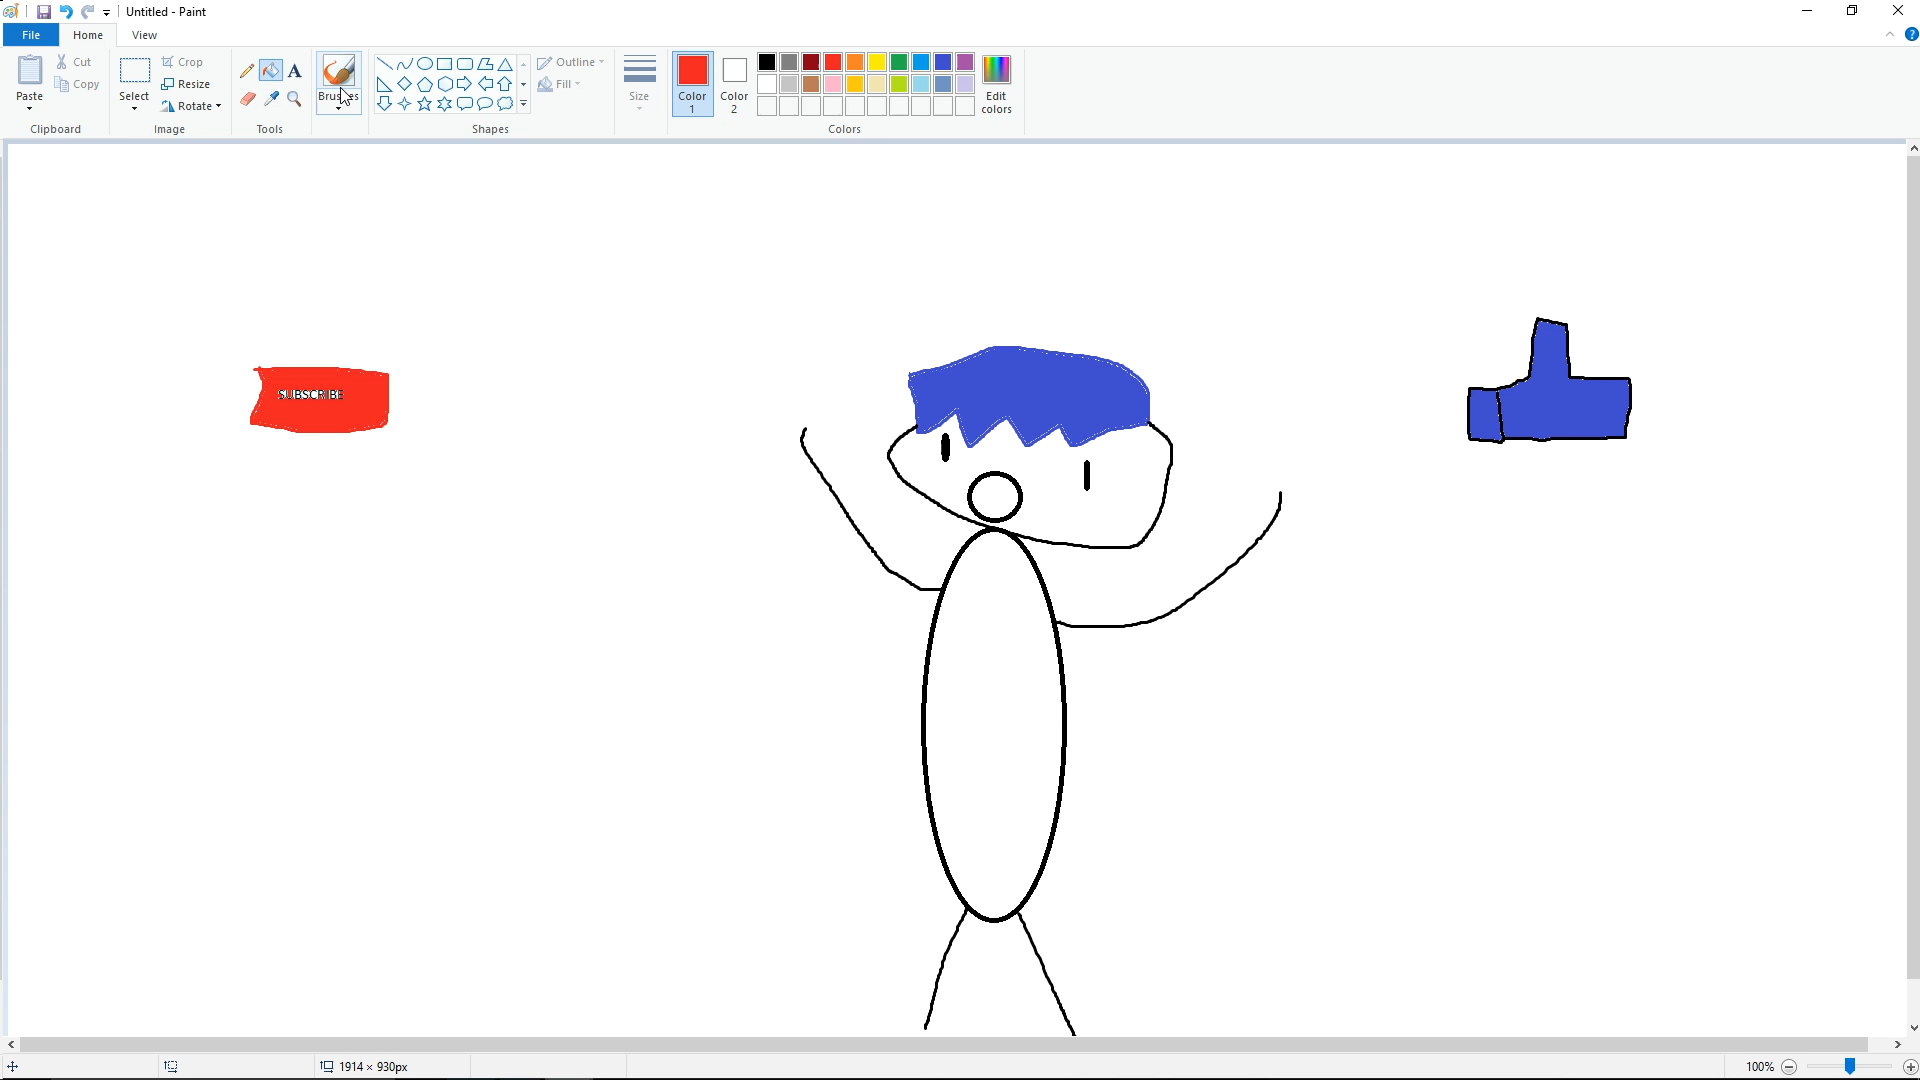 Untitled - Paint
File Home View
Paste
Cut
Copy
Clipboard
Select
Crop
Resize
Rotate
Image
Tools
Brushes
Shapes
Outline
Fill
Size
Color 1
Color 2
Edit colors
Colors
SUBSCRIBE
1914 × 930px
100%